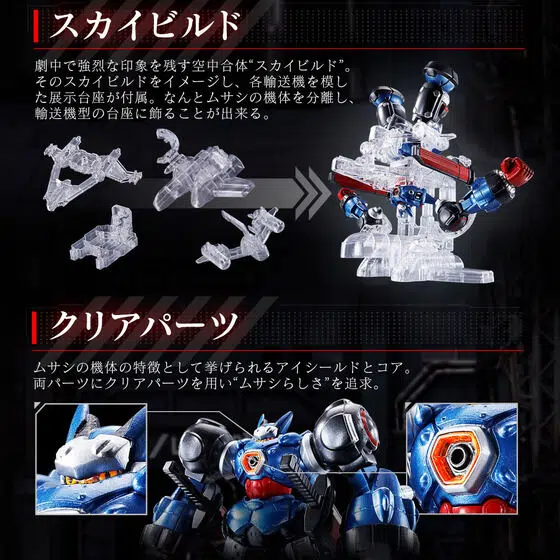 スカイビルド
劇中で強烈な印象を残す空中合体“スカイビルド”。
そのスカイビルドをイメージし、各輸送機を模し
た展示台座が付属。なんとムサシの機体を分離し、
輸送機型の台座に飾ることが出来る。
クリアパーツ
ムサシの機体の特徴として挙げられるアイシールドとコア。
両パーツにクリアパーツを用い“ムサシらしさ”を追求。